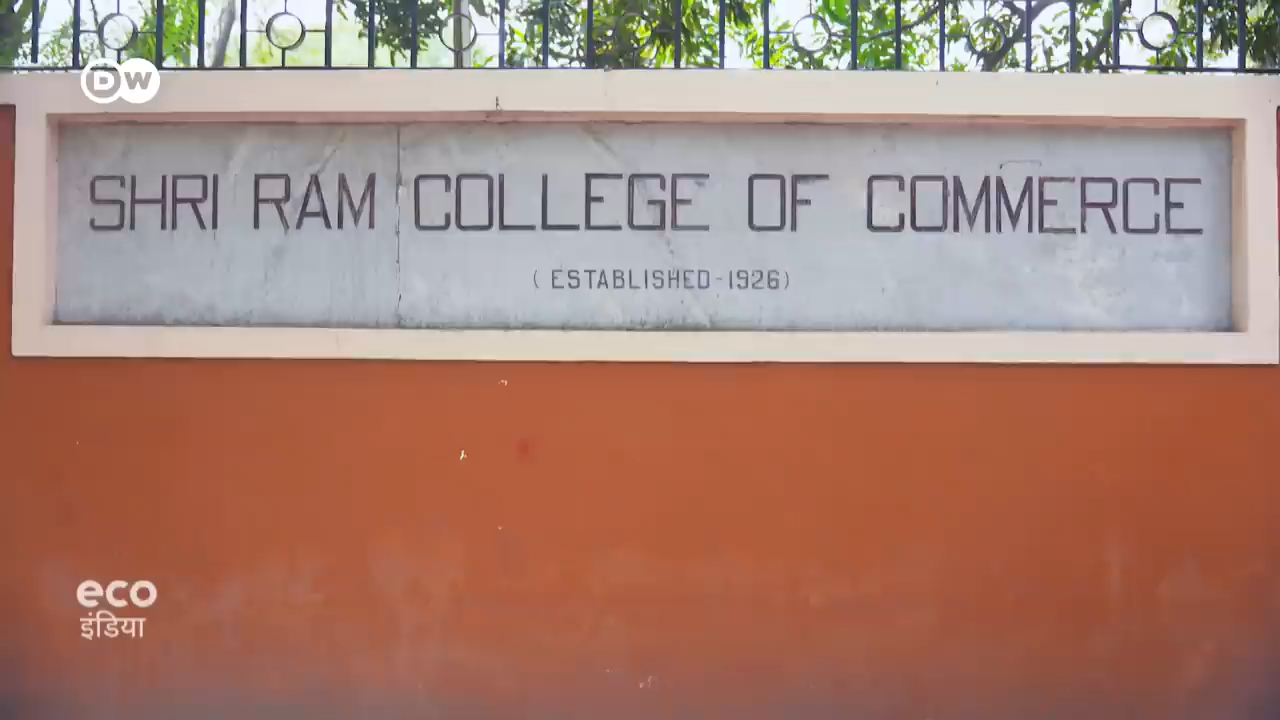 DW
SHRI RAM COLLEGE OF COMMERCE
( ESTABLISHED-1926)
eco
इंडिया